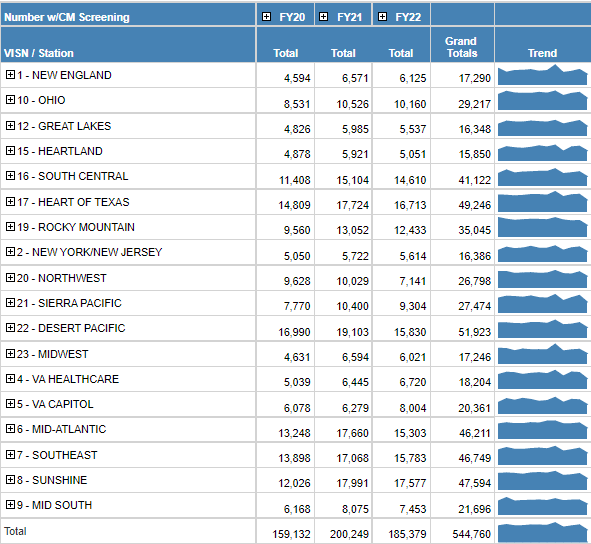 Number w/CM Screening FY20 FY21 FY22
VISN / Station Total Total Total Grand Totals Trend
1 - NEW ENGLAND 4,594 6,571 6,125 17,290
10 - OHIO 8,531 10,526 10,160 29,217
12 - GREAT LAKES 4,826 5,985 5,537 16,348
15 - HEARTLAND 4,878 5,921 5,051 15,850
16 - SOUTH CENTRAL 11,408 15,104 14,610 41,122
17 - HEART OF TEXAS 14,809 17,724 16,713 49,246
19 - ROCKY MOUNTAIN 9,560 13,052 12,433 35,045
2 - NEW YORK/NEW JERSEY 5,050 5,722 5,614 16,386
20 - NORTHWEST 9,628 10,029 7,141 26,798
21 - SIERRA PACIFIC 7,770 10,400 9,304 27,474
22 - DESERT PACIFIC 16,990 19,103 15,830 51,923
23 - MIDWEST 4,631 6,594 6,021 17,246
4 - VA HEALTHCARE 5,039 6,445 6,720 18,204
5 - VA CAPITOL 6,078 6,279 8,004 20,361
6 - MID-ATLANTIC 13,248 17,660 15,303 46,211
7 - SOUTHEAST 13,898 17,068 15,783 46,749
8 - SUNSHINE 12,026 17,991 17,577 47,594
9 - MID SOUTH 6,168 8,075 7,453 21,696
Total 159,132 200,249 185,379 544,760